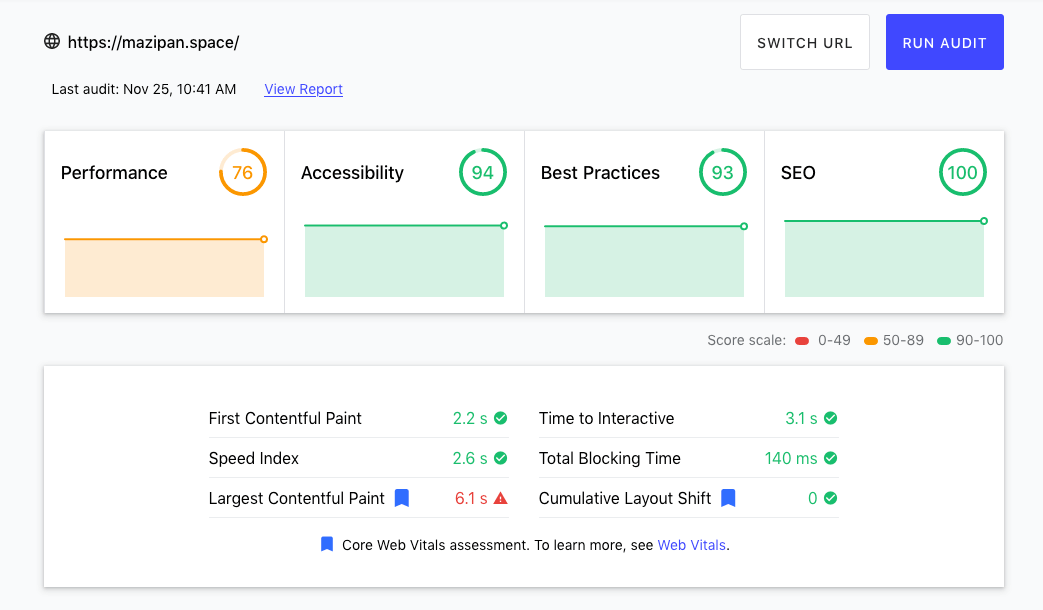 https://mazipan.space/
SWITCH URL
RUN AUDIT
Last audit: Nov 25, 10:41 AM
View Report
Performance 76
Accessibility 94
Best Practices 93
SEO 100
Score scale: 0-49 50-89 90-100
First Contentful Paint 2.2 s
Time to Interactive 3.1 s
Speed Index 2.6 s
Total Blocking Time 140 ms
Largest Contentful Paint 6.1 s
Cumulative Layout Shift 0
Core Web Vitals assessment. To learn more, see Web Vitals.